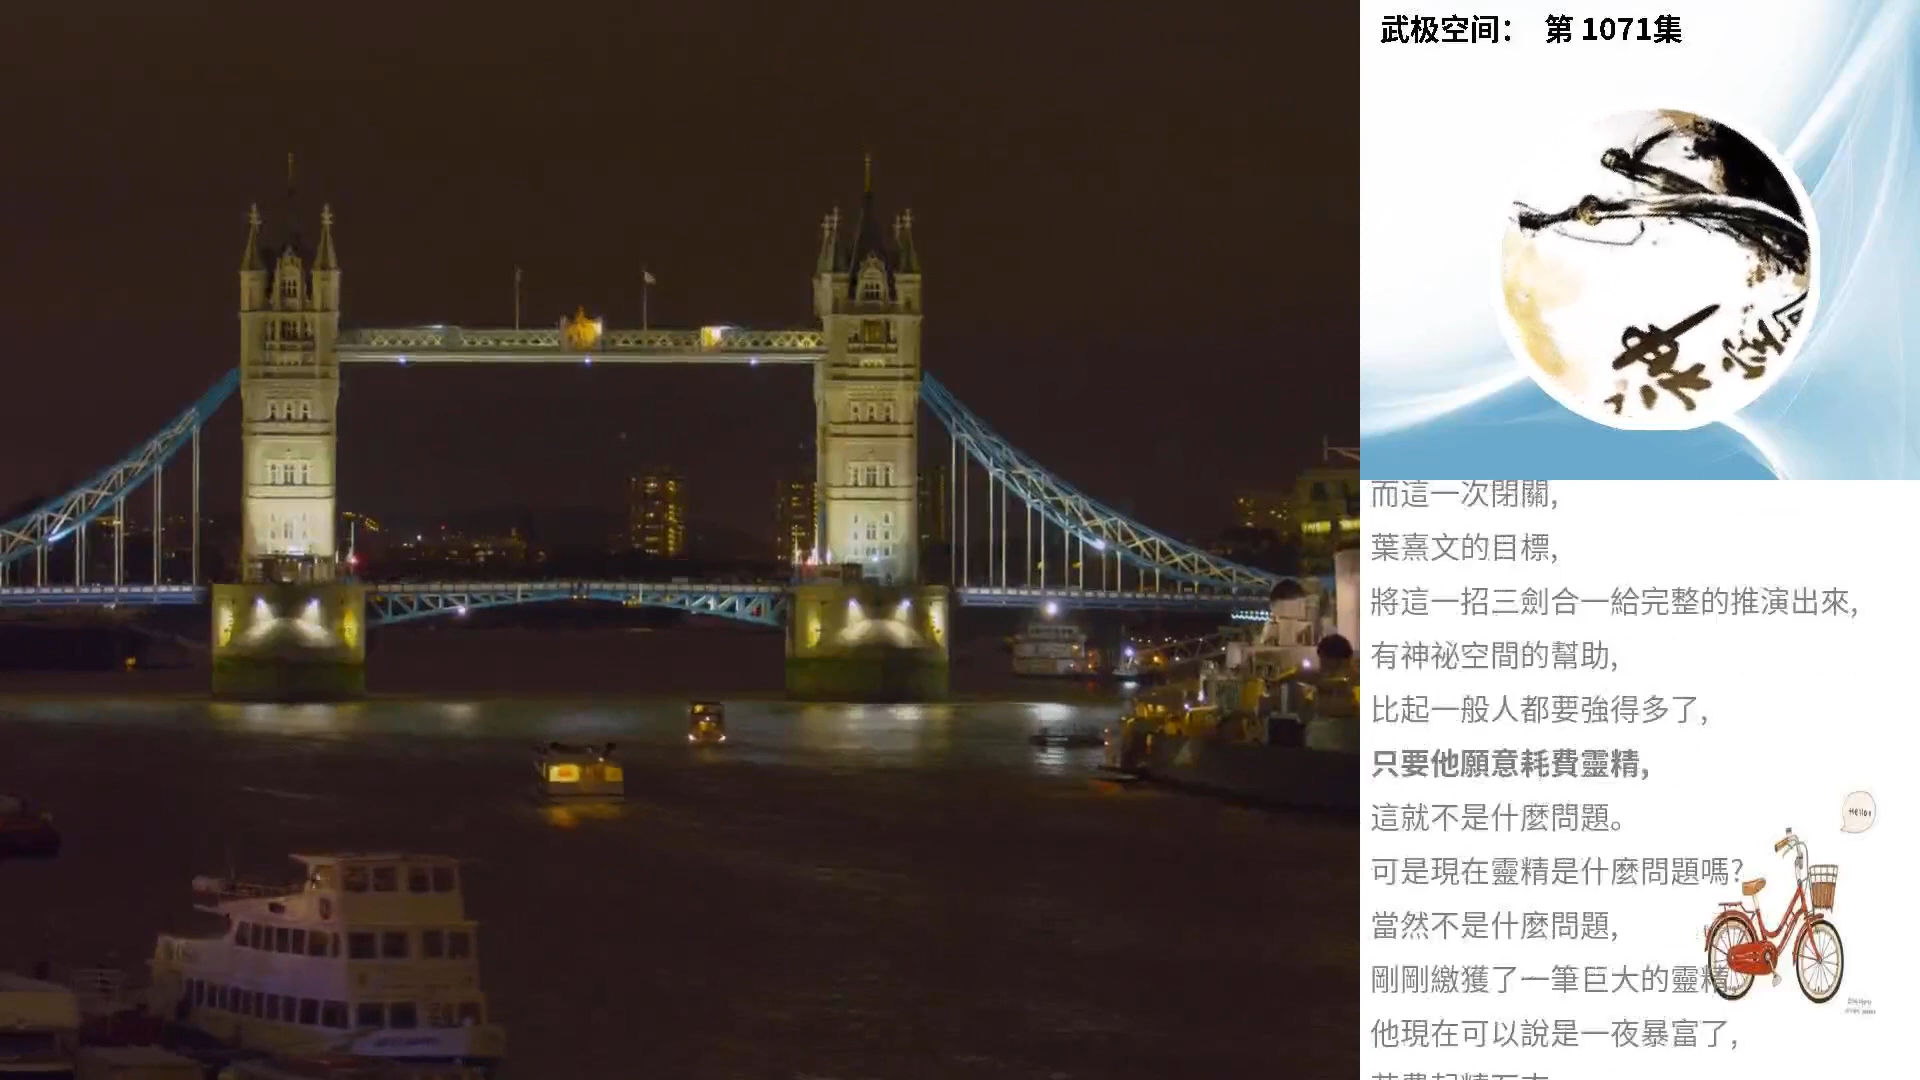 武极空间： 第 1071集
而這一次閉關,
葉熹文的目標,
將這一招三劍合一給完整的推演出來,
有神祕空間的幫助,
比起一般人都要強得多了,
只要他願意耗費靈精,
這就不是什麼問題。
Hello!
可是現在靈精是什麼問題嗎?
當然不是什麼問題,
剛剛繳獲了一筆巨大的靈精,
他現在可以說是一夜暴富了,